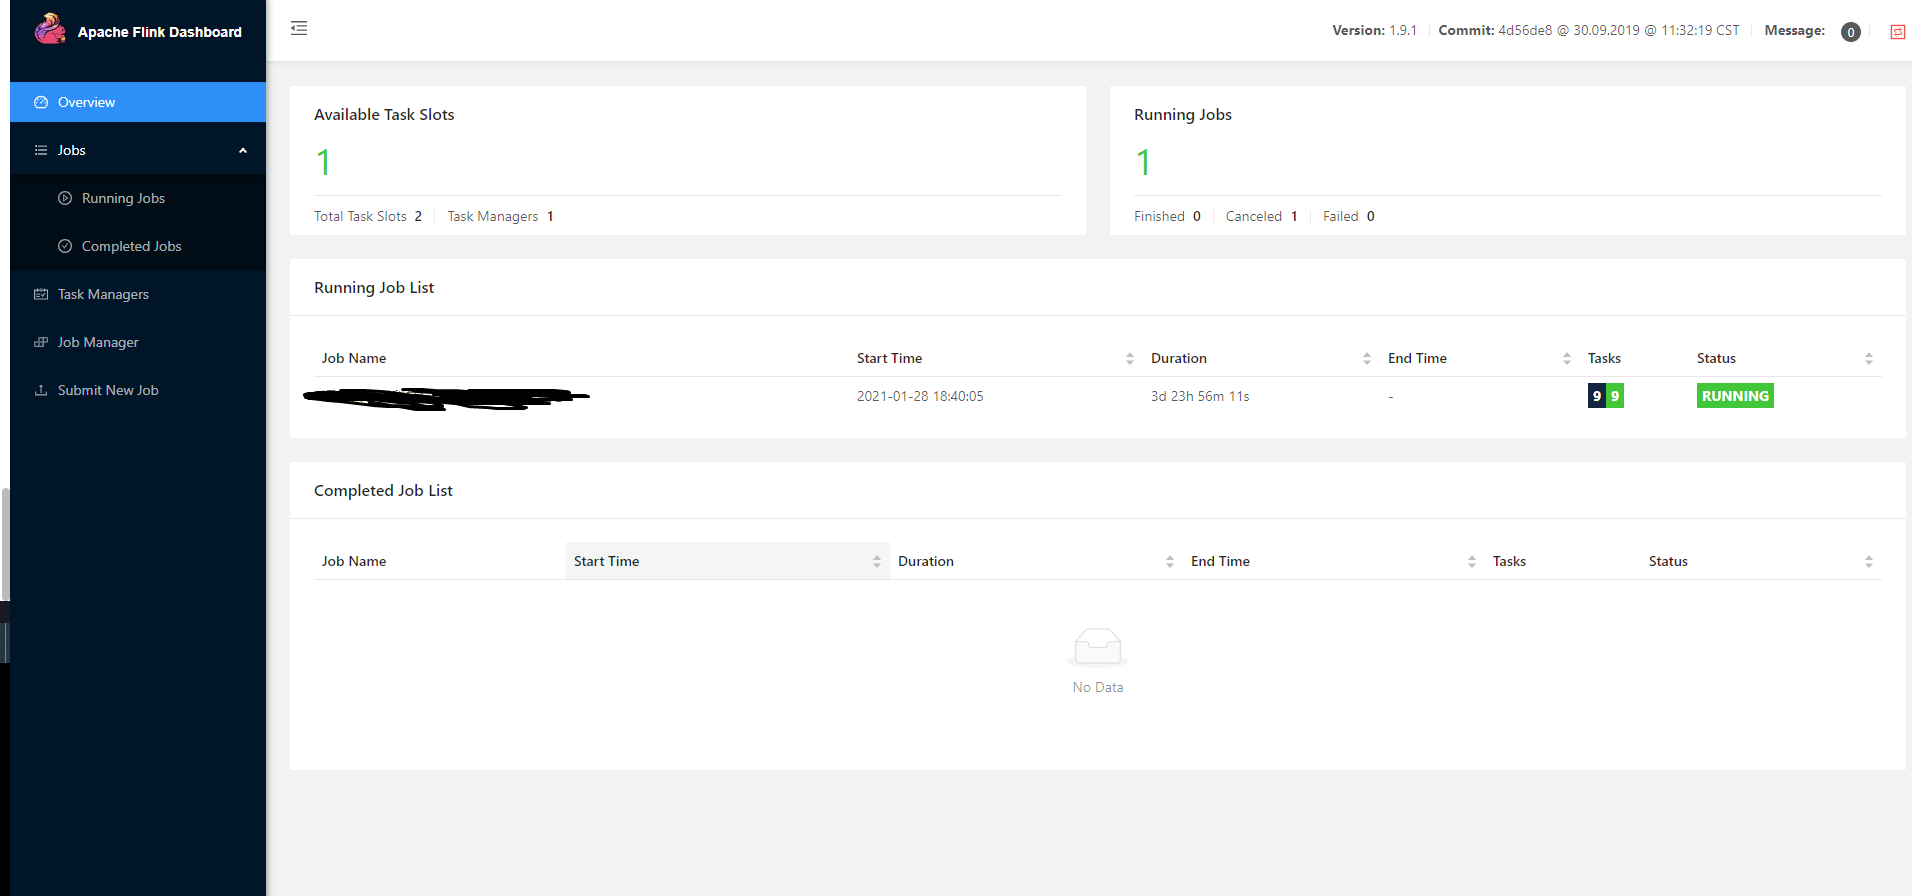 Apache Flink Dashboard
Version: 1.9.1 Commit: 4d56de8 @ 30.09.2019 @ 11:32:19 CST Message: 0
Overview
Jobs
Running Jobs
Completed Jobs
Task Managers
Job Manager
Submit New Job
Available Task Slots
1
Total Task Slots 2 Task Managers 1
Running Jobs
1
Finished 0 Canceled 1 Failed 0
Running Job List
Job Name Start Time Duration End Time Tasks Status
2021-01-28 18:40:05 3d 23h 56m 11s - 9 9 RUNNING
Completed Job List
Job Name Start Time Duration End Time Tasks Status
No Data